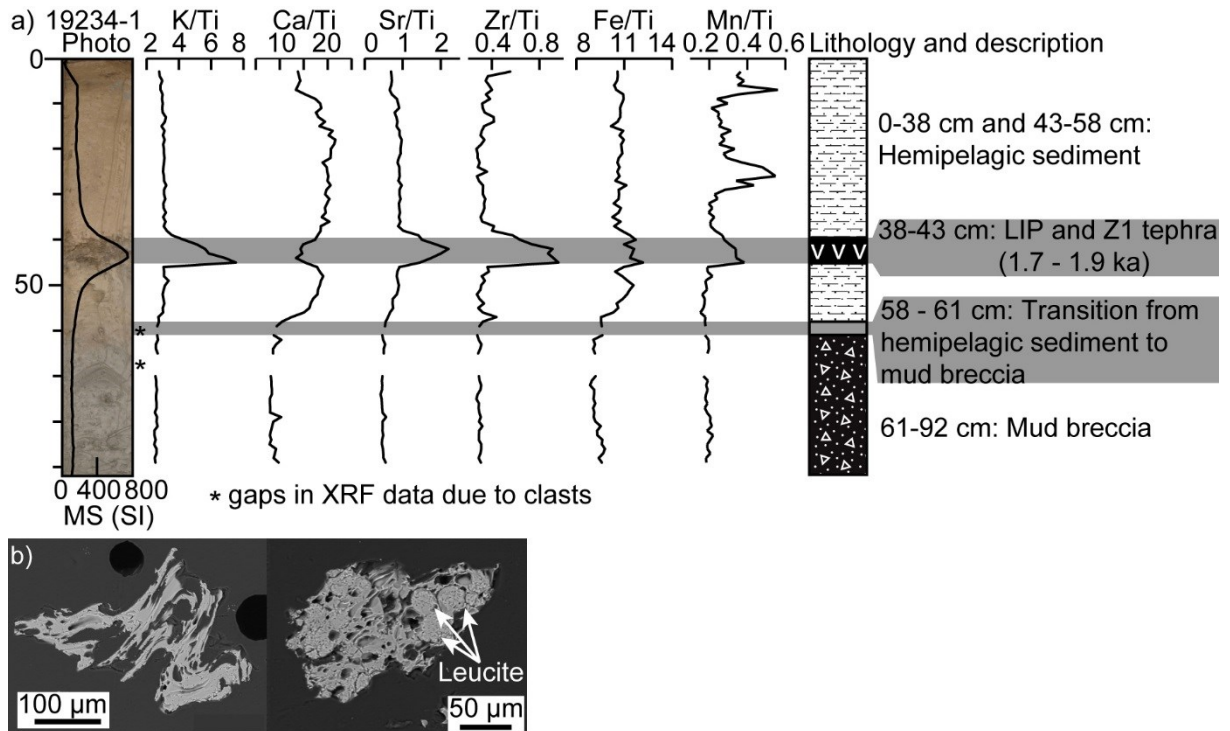 a) 19234-1 K/Ti Ca/Ti Sr/Ti Zr/Ti Fe/Ti Mn/Ti
Photo 2 4 6 8 10 20 0 1 2 0.4 0.8 8 11 14 0.2 0.4 0.6 Lithology and description
0
0-38 cm and 43-58 cm:
Hemipelagic sediment
V V V
38-43 cm: LIP and Z1 tephra
(1.7 - 1.9 ka)
50
58 - 61 cm: Transition from
hemipelagic sediment to
mud breccia
*
*
61-92 cm: Mud breccia
0 400 800
MS (SI)
* gaps in XRF data due to clasts
b)
Leucite
100 µm
50 µm